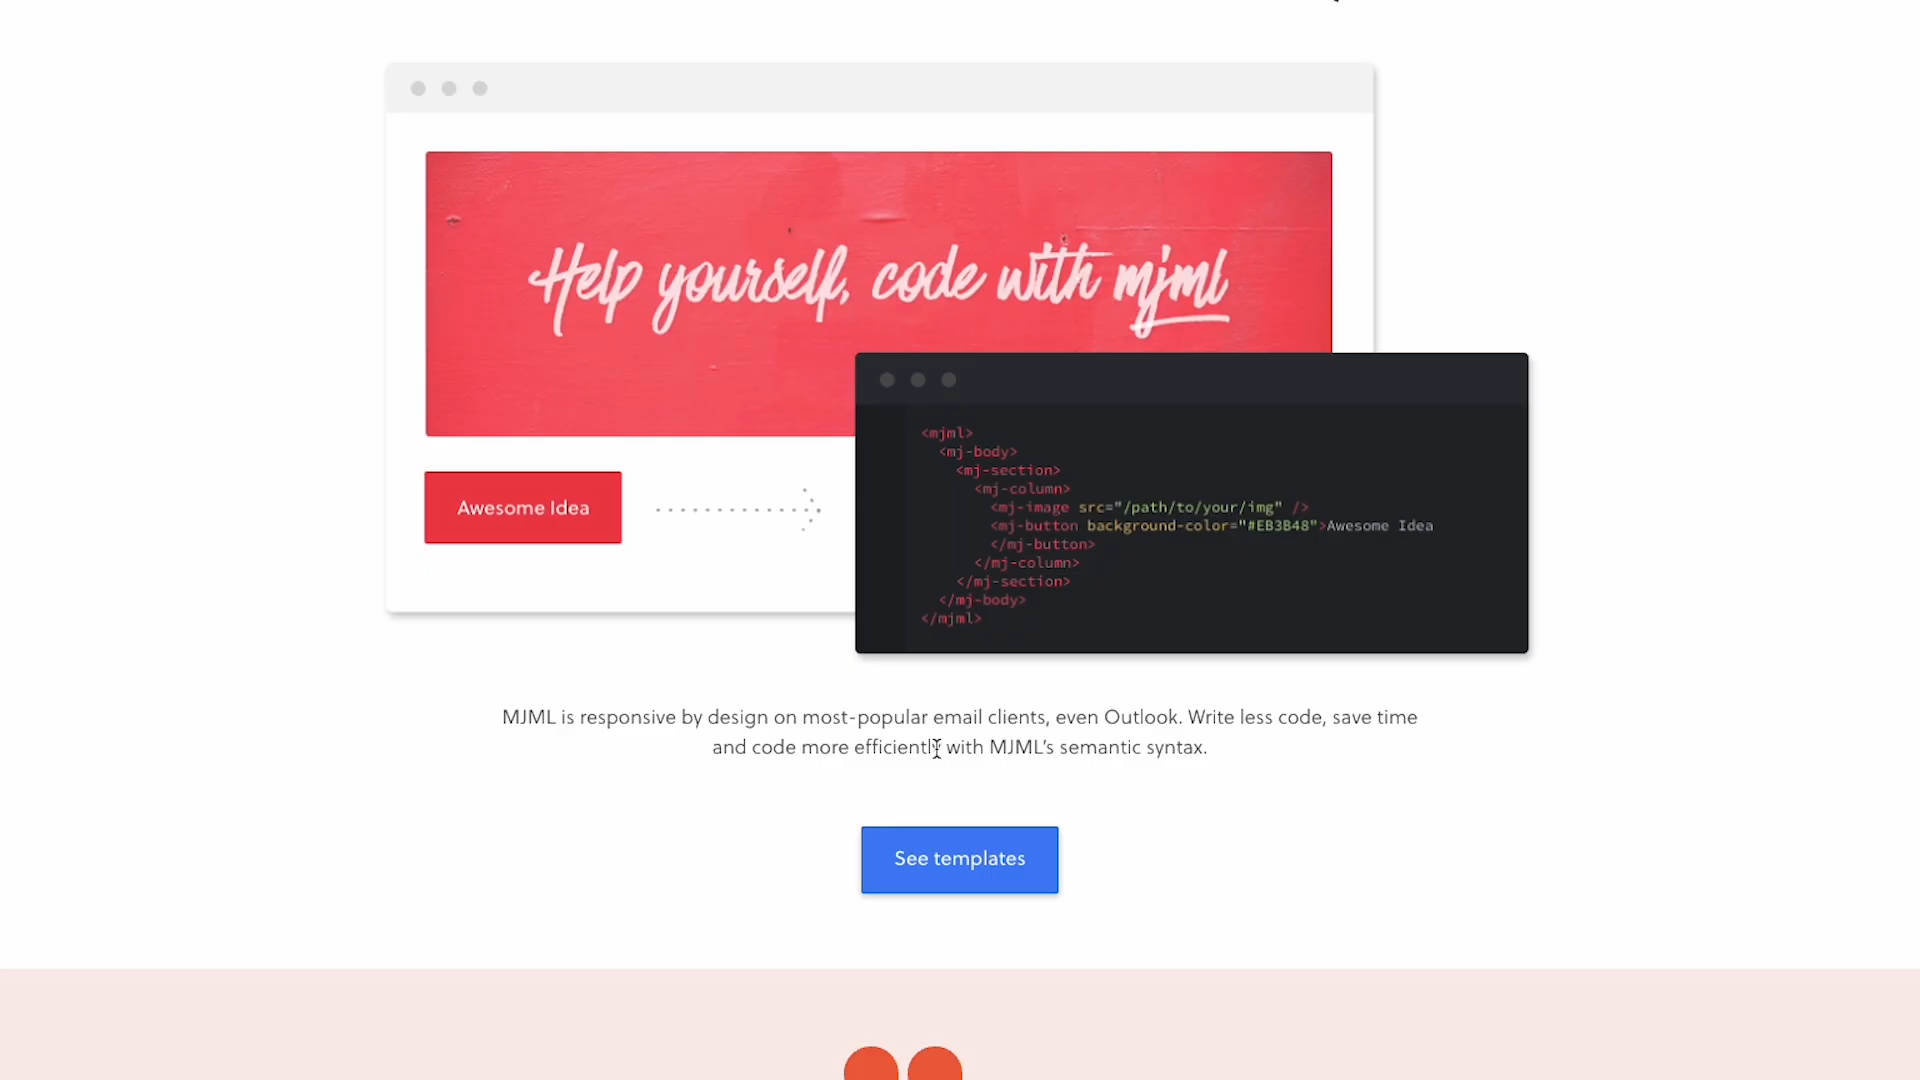 Help yourself, code with mjml
Awesome Idea
<mjml>
<mj-body>
<mj-section>
<mj-column>
<mj-image src="/path/to/your/img" />
<mj-button background-color="#EB3B48">Awesome Idea
</mj-button>
</mj-column>
</mj-section>
</mj-body>
</mjml>
MJML is responsive by design on most-popular email clients, even Outlook. Write less code, save time
and code more efficiently with MJML’s semantic syntax.
See templates